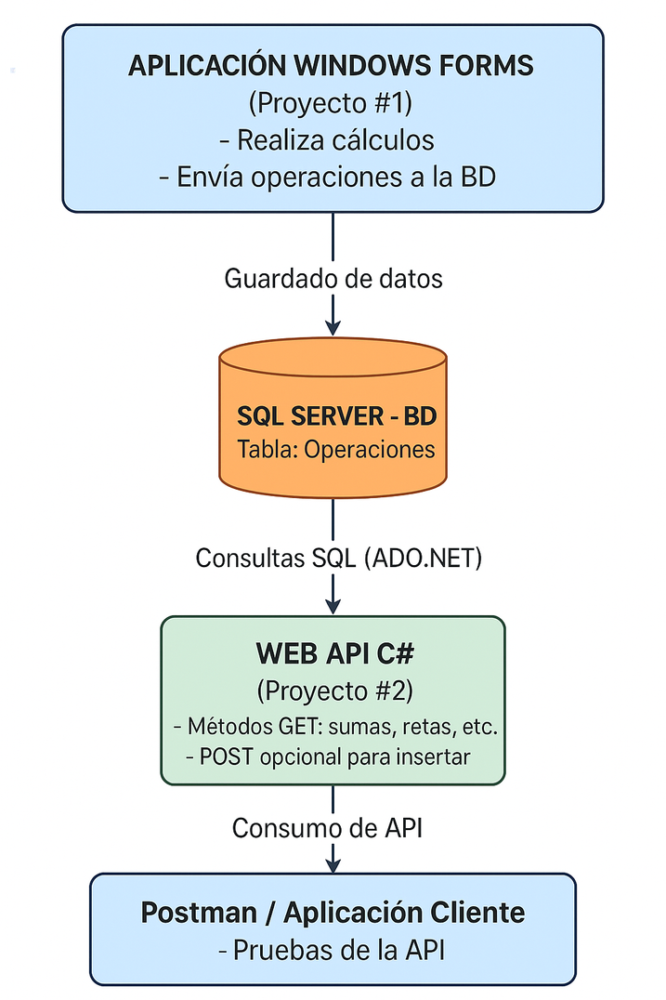 APLICACIÓN WINDOWS FORMS
(Proyecto #1)
- Realiza cálculos
- Envía operaciones a la BD
Guardado de datos
SQL SERVER - BD
Tabla: Operaciones
Consultas SQL (ADO.NET)
WEB API C#
(Proyecto #2)
- Métodos GET: sumas, retas, etc.
- POST opcional para insertar
Consumo de API
Postman / Aplicación Cliente
- Pruebas de la API